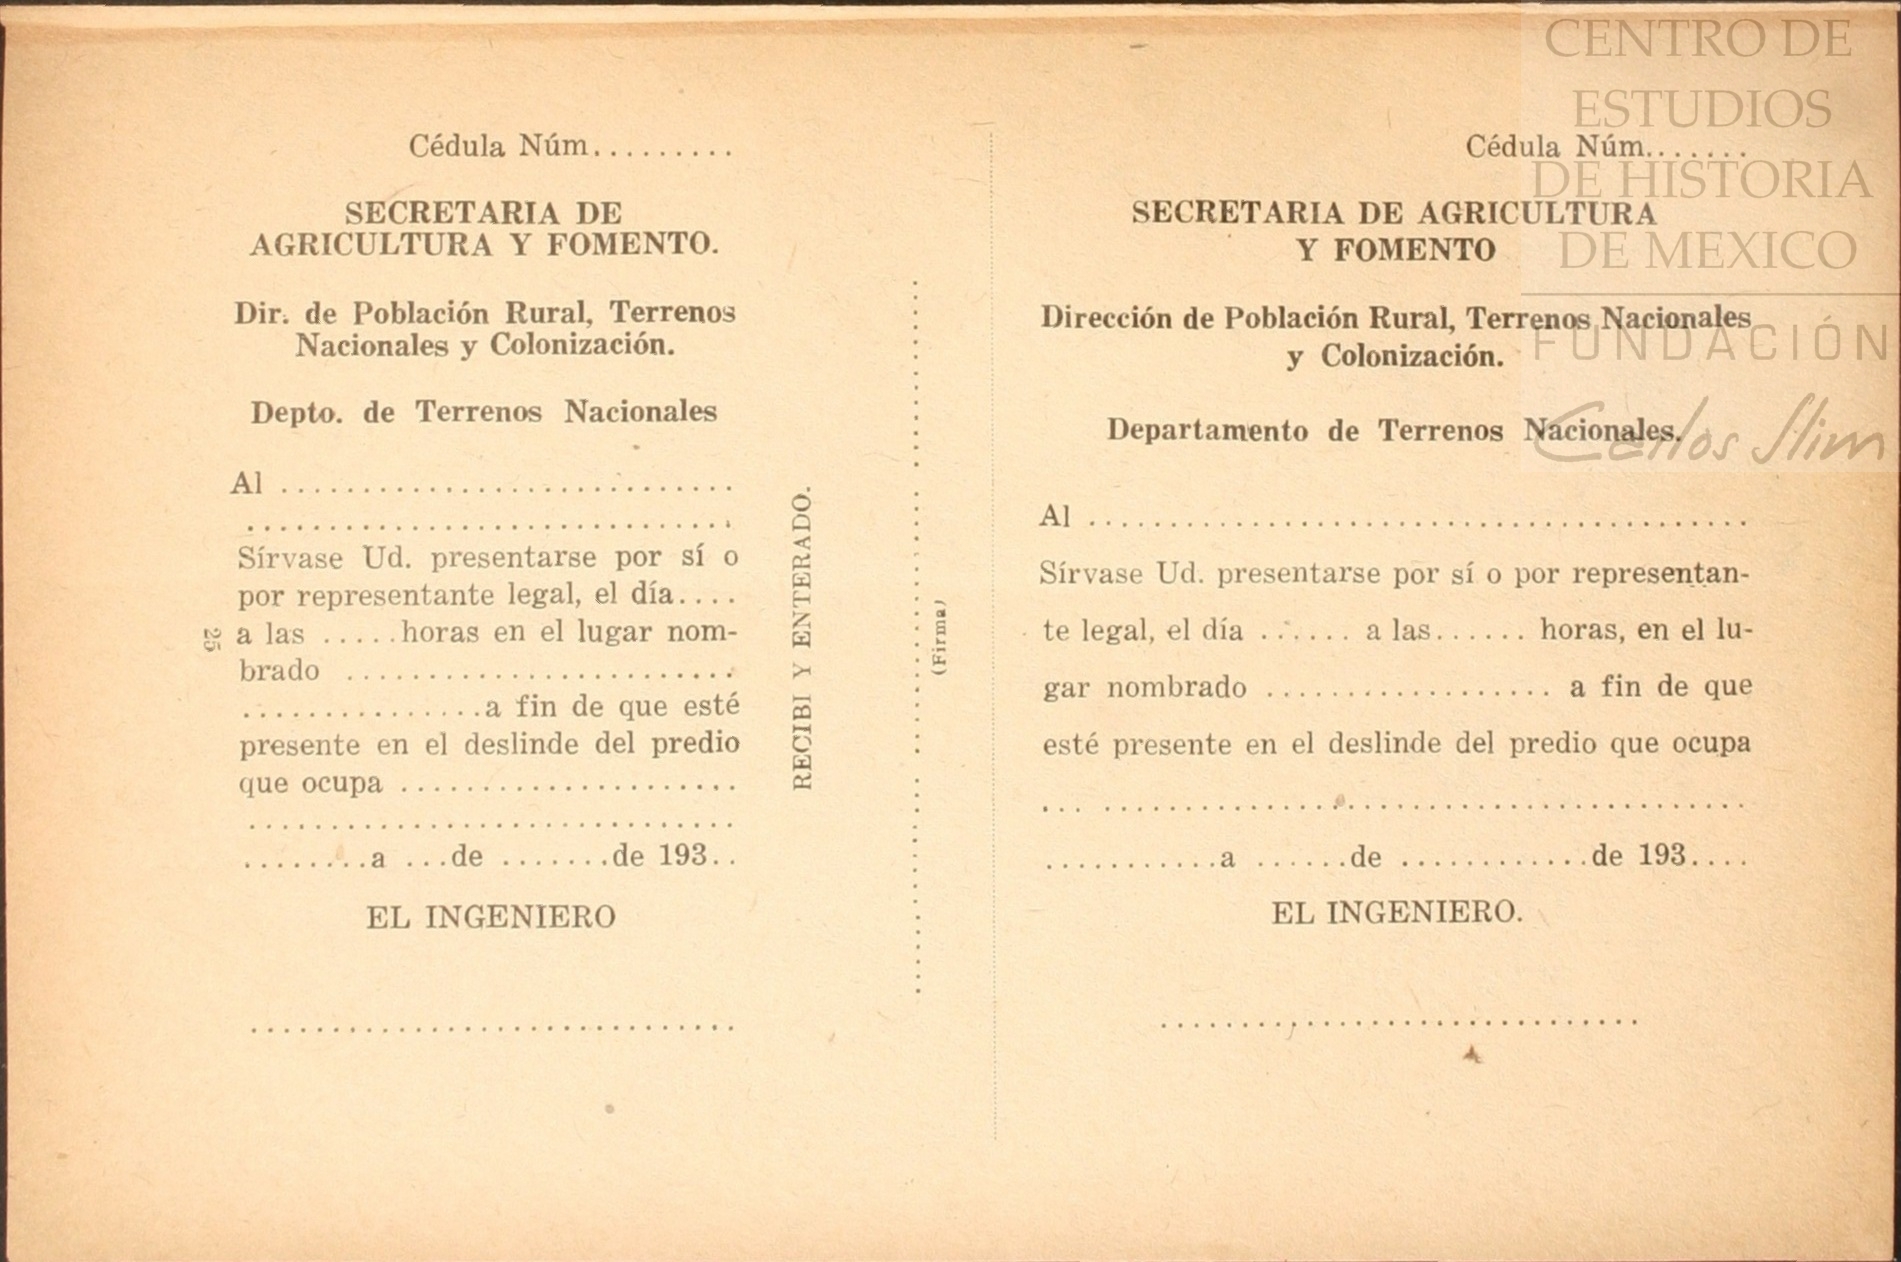 Cédula Núm.........
SECRETARIA DE
AGRICULTURA Y FOMENTO.
Dir. de Población Rural, Terrenos
Nacionales y Colonización.
Depto. de Terrenos Nacionales
Al ............................
..............................
Sírvase Ud. presentarse por sí o
por representante legal, el día....
a las .....horas en el lugar nom-
brado ........................
...............a fin de que esté
presente en el deslinde del predio
que ocupa .....................
..............................
........a ...de .......de 193..
EL INGENIERO
..............................
25
RECIBI Y ENTERADO.
(Firma)
Cédula Núm.......
SECRETARIA DE AGRICULTURA
Y FOMENTO
Dirección de Población Rural, Terrenos Nacionales
y Colonización.
Departamento de Terrenos Nacionales.
Al .........................................
Sírvase Ud. presentarse por sí o por representan-
te legal, el día ...... a las...... horas, en el lu-
gar nombrado .................. a fin de que
esté presente en el deslinde del predio que ocupa
... ........................................
...........a ......de ............de 193....
EL INGENIERO.
..............................
CENTRO DE
ESTUDIOS
DE HISTORIA
DE MEXICO
FUNDACIÓN
Carlos Slim